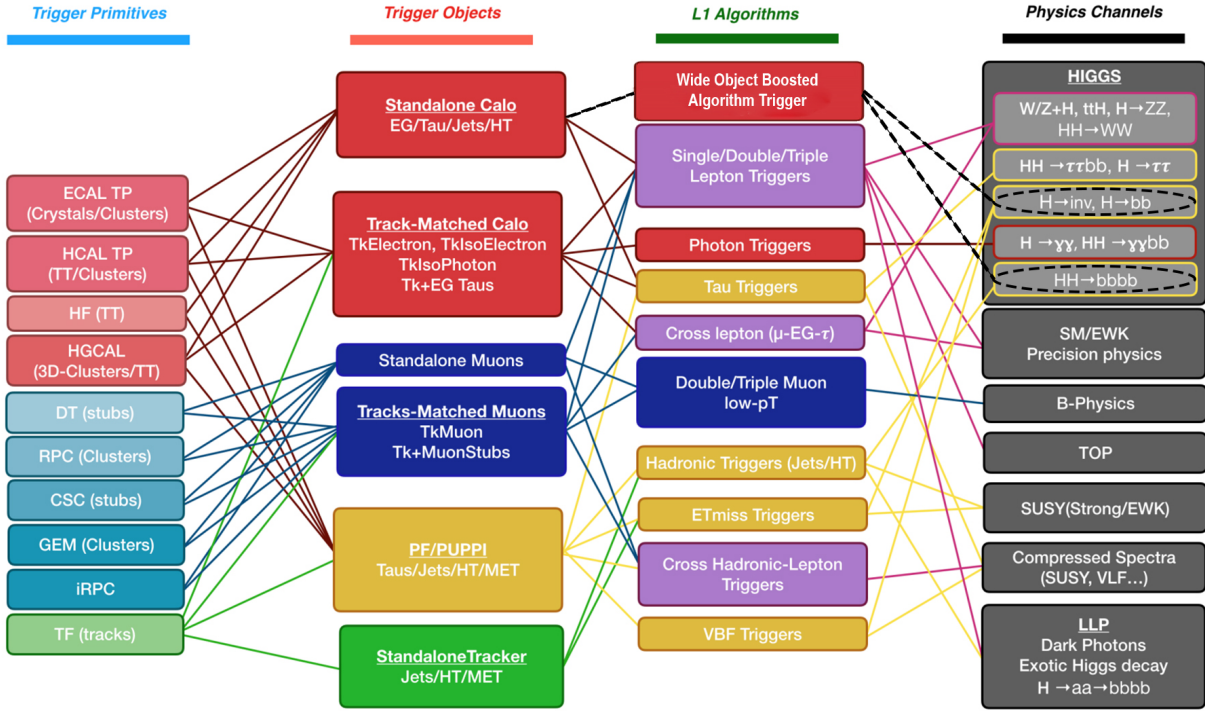 Trigger Primitives
Trigger Objects
L1 Algorithms
Physics Channels
ECAL TP
(Crystals/Clusters)
HCAL TP
(TT/Clusters)
HF (TT)
HGCAL
(3D-Clusters/TT)
DT (stubs)
RPC (Clusters)
CSC (stubs)
GEM (Clusters)
iRPC
TF (tracks)
Standalone Calo
EG/Tau/Jets/HT
Track-Matched Calo
TkElectron, TkIsoElectron
TkIsoPhoton
Tk+EG Taus
Standalone Muons
Tracks-Matched Muons
TkMuon
Tk+MuonStubs
PF/PUPPI
Taus/Jets/HT/MET
StandaloneTracker
Jets/HT/MET
Wide Object Boosted
Algorithm Trigger
Single/Double/Triple
Lepton Triggers
Photon Triggers
Tau Triggers
Cross lepton (μ-EG-τ)
Double/Triple Muon
low-pT
Hadronic Triggers (Jets/HT)
ETmiss Triggers
Cross Hadronic-Lepton
Triggers
VBF Triggers
HIGGS
W/Z+H, ttH, H→ZZ,
HH→WW
HH →ττbb, H →ττ
H→inv, H→bb
H →γγ, HH →γγbb
HH→bbbb
SM/EWK
Precision physics
B-Physics
TOP
SUSY(Strong/EWK)
Compressed Spectra
(SUSY, VLF...)
LLP
Dark Photons
Exotic Higgs decay
H →aa→bbbb